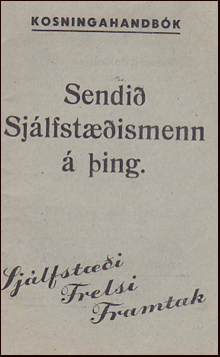 KOSNINGAHANDBÓK
Sendið
Sjálfstæðismenn
á þing.
Sjálfstæði
Frelsi
Framtak